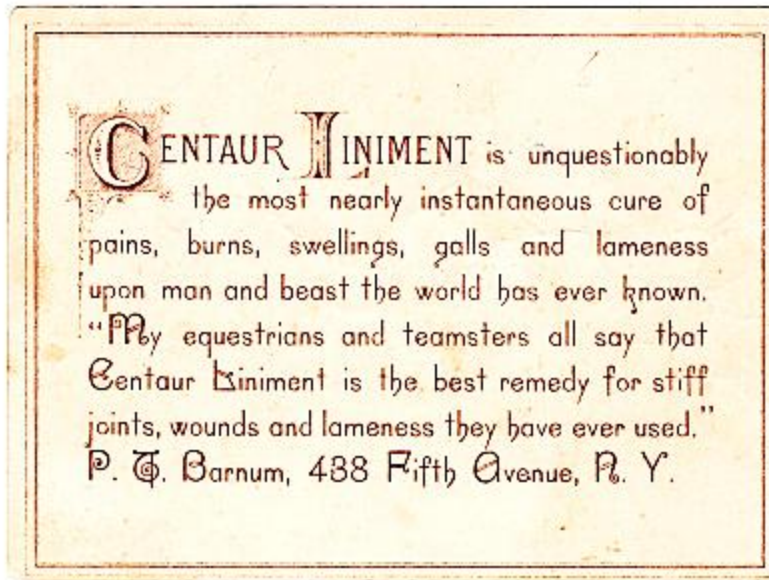 CENTAUR LINIMENT is unquestionably
the most nearly instantaneous cure of
pains, burns, swellings, galls and lameness
upon man and beast the world has ever known.
“My equestrians and teamsters all say that
Centaur Liniment is the best remedy for stiff
joints, wounds and lameness they have ever used.”
P. T. Barnum, 438 Fifth Avenue, N. Y.